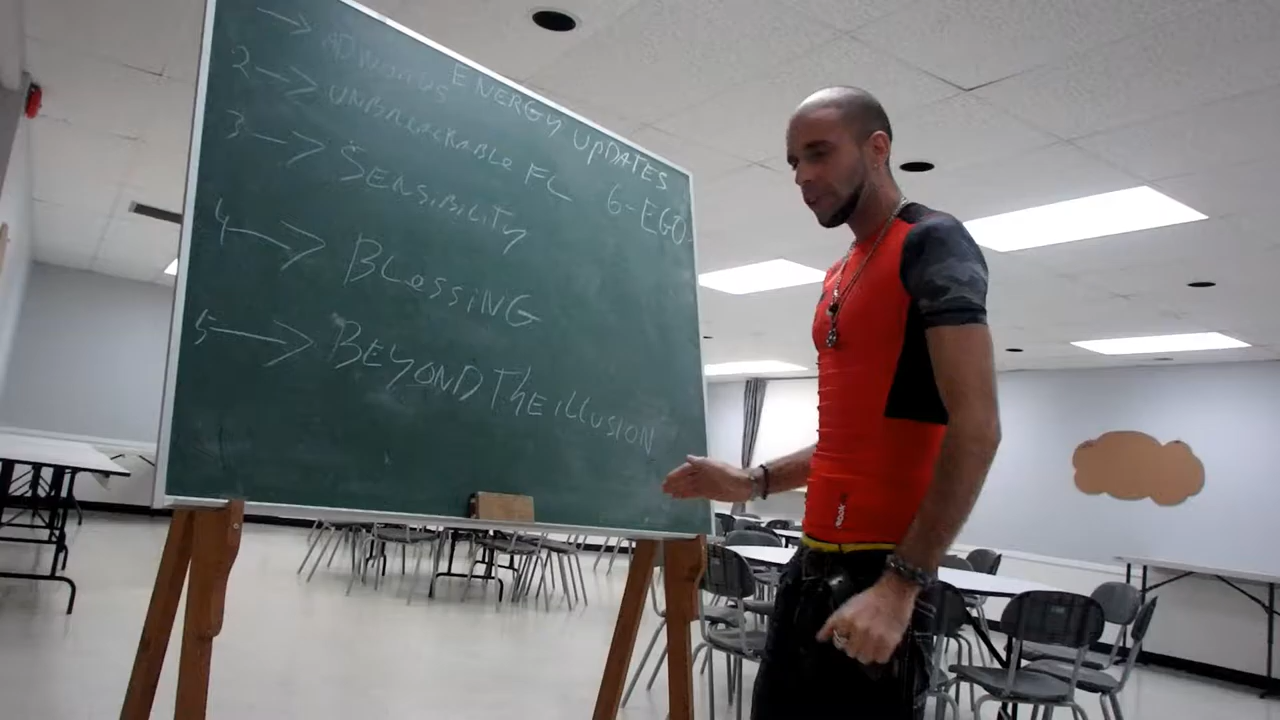 ENERGY UPDATES
→
2 → UNBREAKABLE FC
3 → SENSIBILITY
4 → BLESSING
5 → BEYOND The illUSION
6-EGO